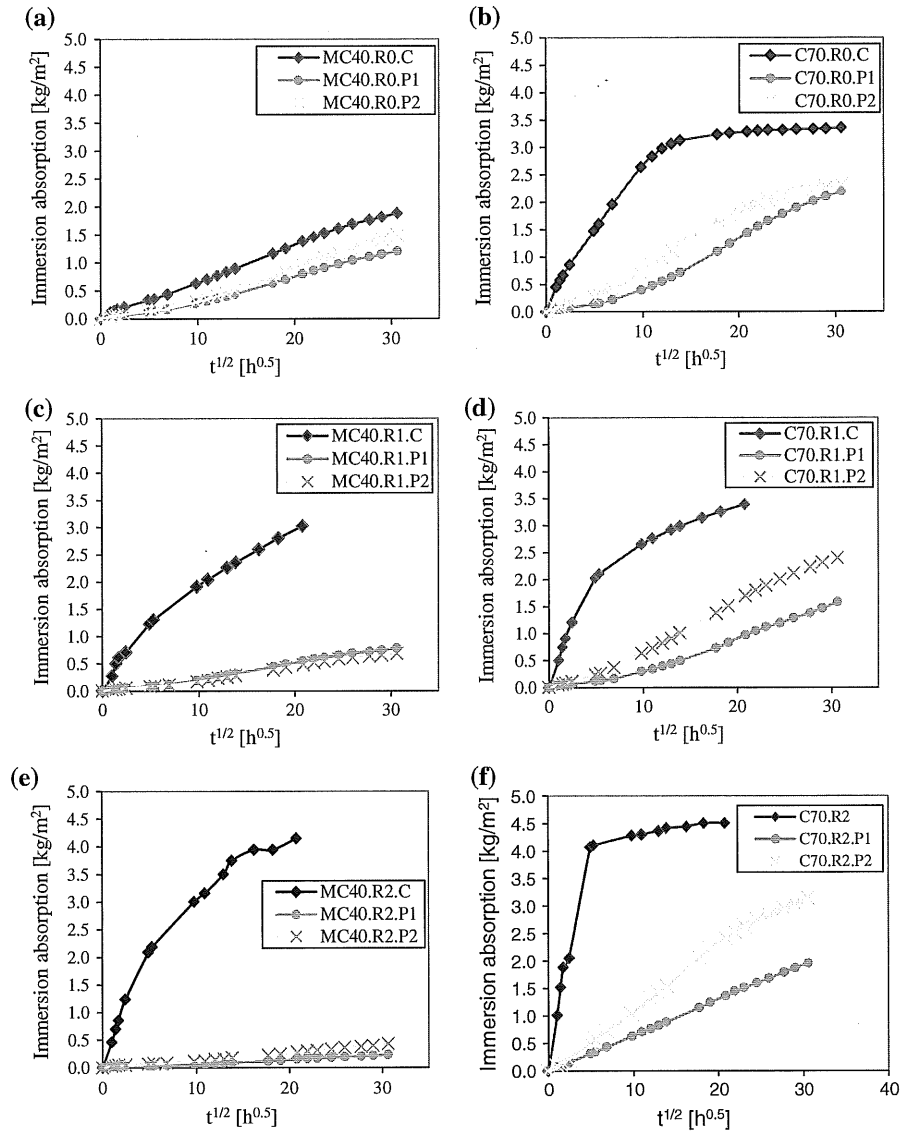 (a)
5.0
4.5
4.0
3.5
3.0
2.5
2.0
1.5
1.0
0.5
0.0
Immersion absorption [kg/m²]
MC40.R0.C
MC40.R0.P1
MC40.R0.P2
0
10
20
30
t^1/2 [h^0.5]
(b)
5.0
4.5
4.0
3.5
3.0
2.5
2.0
1.5
1.0
0.5
0.0
Immersion absorption [kg/m²]
C70.R0.C
C70.R0.P1
C70.R0.P2
0
10
20
30
t^1/2 [h^0.5]
(c)
5.0
4.5
4.0
3.5
3.0
2.5
2.0
1.5
1.0
0.5
0.0
Immersion absorption [kg/m²]
MC40.R1.C
MC40.R1.P1
MC40.R1.P2
0
10
20
30
t^1/2 [h^0.5]
(d)
5.0
4.5
4.0
3.5
3.0
2.5
2.0
1.5
1.0
0.5
0.0
Immersion absorption [kg/m²]
C70.R1.C
C70.R1.P1
C70.R1.P2
0
10
20
30
t^1/2 [h^0.5]
(e)
5.0
4.5
4.0
3.5
3.0
2.5
2.0
1.5
1.0
0.5
0.0
Immersion absorption [kg/m²]
MC40.R2.C
MC40.R2.P1
MC40.R2.P2
0
10
20
30
t^1/2 [h^0.5]
(f)
5.0
4.5
4.0
3.5
3.0
2.5
2.0
1.5
1.0
0.5
0.0
Immersion absorption [kg/m²]
C70.R2
C70.R2.P1
C70.R2.P2
0
10
20
30
40
t^1/2 [h^0.5]